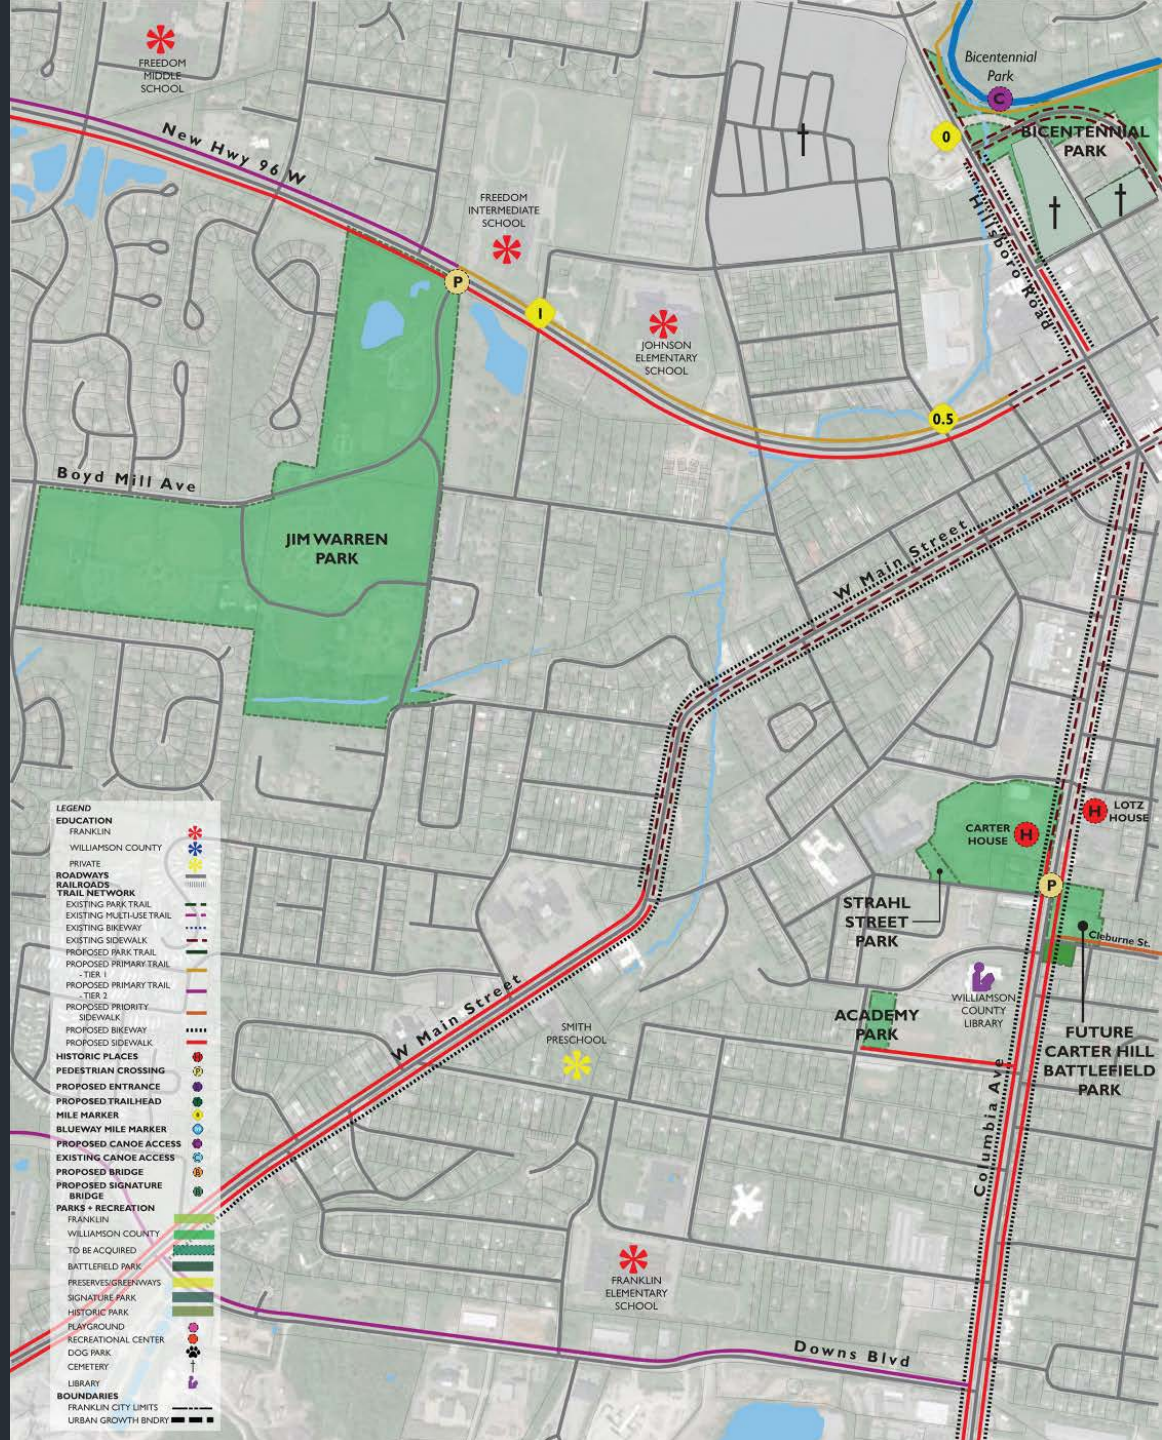 FREEDOM
MIDDLE
SCHOOL
Bicentennial
Park
C
0
BICENTENNIAL
PARK
New Hwy 96 W
FREEDOM
INTERMEDIATE
SCHOOL
Hillsboro Road
P
I
JOHNSON
ELEMENTARY
SCHOOL
0.5
Boyd Mill Ave
JIM WARREN
PARK
W Main Street
LOTZ
HOUSE
H
CARTER
HOUSE
H
P
STRAHL
STREET
PARK
Cleburne St.
WILLIAMSON
COUNTY
LIBRARY
ACADEMY
PARK
FUTURE
CARTER HILL
BATTLEFIELD
PARK
W Main Street
SMITH
PRESCHOOL
Columbia Ave
FRANKLIN
ELEMENTARY
SCHOOL
Downs Blvd
LEGEND
EDUCATION
FRANKLIN
WILLIAMSON COUNTY
PRIVATE
ROADWAYS
RAILROADS
TRAIL NETWORK
EXISTING PARK TRAIL
EXISTING MULTI-USE TRAIL
EXISTING BIKEWAY
EXISTING SIDEWALK
PROPOSED PARK TRAIL
PROPOSED PRIMARY TRAIL
- TIER 1
PROPOSED PRIMARY TRAIL
- TIER 2
PROPOSED PRIORITY
SIDEWALK
PROPOSED BIKEWAY
PROPOSED SIDEWALK
HISTORIC PLACES
PEDESTRIAN CROSSING
PROPOSED ENTRANCE
PROPOSED TRAILHEAD
MILE MARKER
BLUEWAY MILE MARKER
PROPOSED CANOE ACCESS
EXISTING CANOE ACCESS
PROPOSED BRIDGE
PROPOSED SIGNATURE
BRIDGE
PARKS + RECREATION
FRANKLIN
WILLIAMSON COUNTY
TO BE ACQUIRED
BATTLEFIELD PARK
PRESERVES/GREENWAYS
SIGNATURE PARK
HISTORIC PARK
PLAYGROUND
RECREATIONAL CENTER
DOG PARK
CEMETERY
LIBRARY
BOUNDARIES
FRANKLIN CITY LIMITS
URBAN GROWTH BNDRY